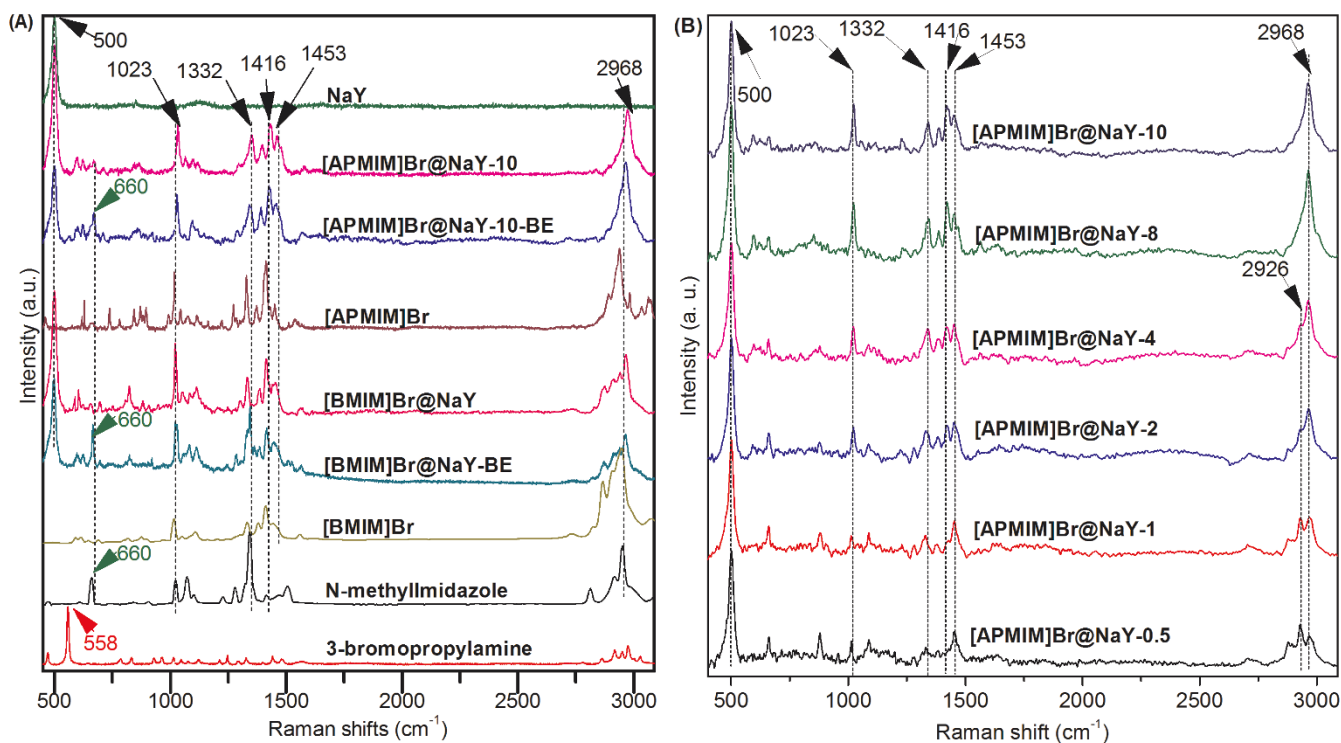 (A)
500
1023
1332
1416
1453
2968
NaY
[APMIM]Br@NaY-10
660
[APMIM]Br@NaY-10-BE
[APMIM]Br
[BMIM]Br@NaY
660
[BMIM]Br@NaY-BE
[BMIM]Br
660
N-methylImidazole
558
3-bromopropylamine
Intensity (a.u.)
500 1000 1500 2000 2500 3000
Raman shifts (cm⁻¹)
(B)
500
1023
1332
1416
1453
2968
[APMIM]Br@NaY-10
[APMIM]Br@NaY-8
2926
[APMIM]Br@NaY-4
[APMIM]Br@NaY-2
[APMIM]Br@NaY-1
[APMIM]Br@NaY-0.5
Intensity (a. u.)
500 1000 1500 2000 2500 3000
Raman shift (cm⁻¹)